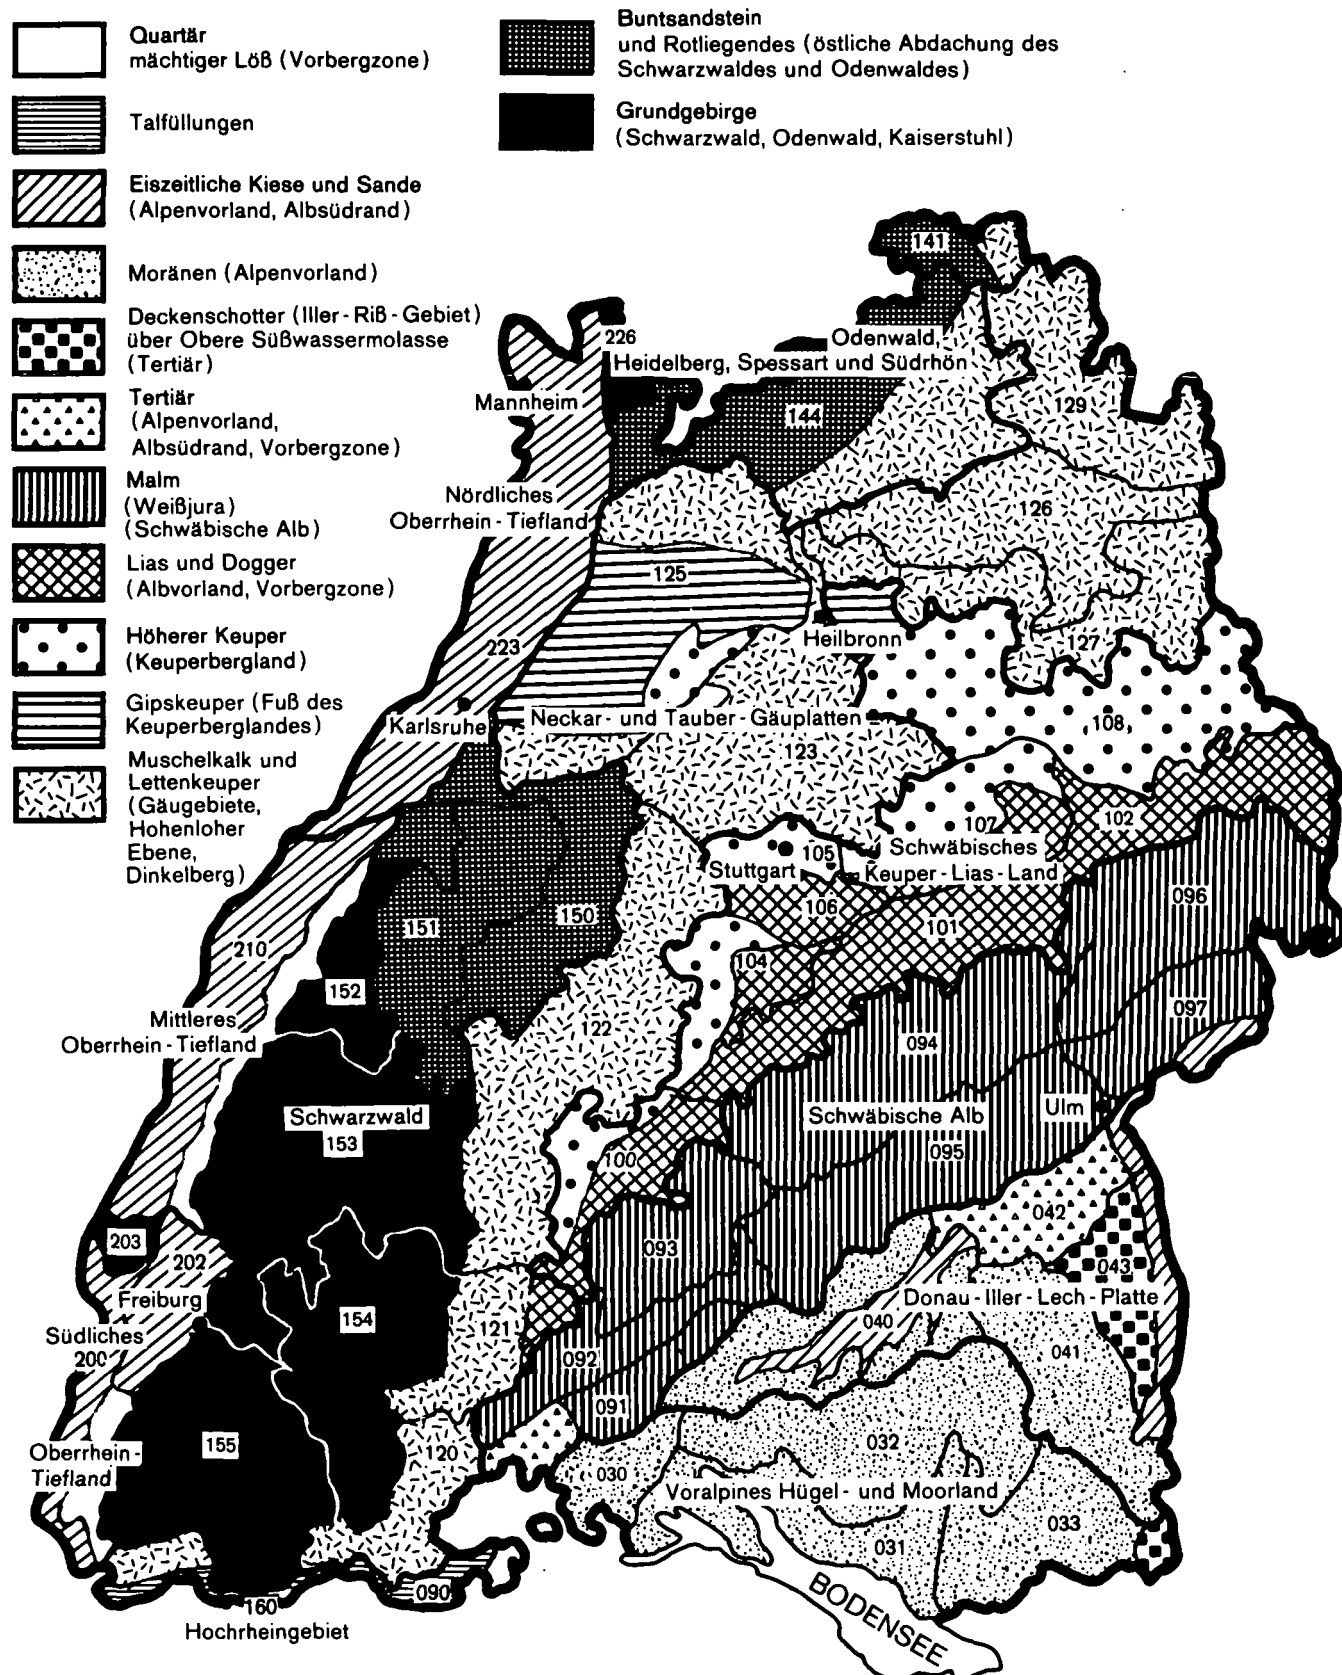 Quartär
mächtiger Löß (Vorbergzone)
Talfüllungen
Eiszeitliche Kiese und Sande
(Alpenvorland, Albsüdrand)
Moränen (Alpenvorland)
Deckenschotter (Iller-Riß-Gebiet)
über Obere Süßwassermolasse
(Tertiär)
Tertiär
(Alpenvorland,
Albsüdrand, Vorbergzone)
Malm
(Weißjura)
(Schwäbische Alb)
Lias und Dogger
(Albvorland, Vorbergzone)
Höherer Keuper
(Keuperbergland)
Gipskeuper (Fuß des
Keuperberglandes)
Muschelkalk und
Lettenkeuper
(Gäugebiete,
Hohenloher
Ebene,
Dinkelberg)
Buntsandstein
und Rotliegendes (östliche Abdachung des
Schwarzwaldes und Odenwaldes)
Grundgebirge
(Schwarzwald, Odenwald, Kaiserstuhl)
141
226
Odenwald,
Heidelberg, Spessart und Südrhön
Mannheim
144
129
Nördliches
Oberrhein-Tiefland
126
125
Heilbronn
127
223
Karlsruhe
Neckar- und Tauber-Gäuplatten
108
123
107
102
105
Schwäbisches
Stuttgart
Keuper-Lias-Land
096
106
150
151
101
210
104
152
097
Mittleres
Oberrhein-Tiefland
122
094
Schwarzwald
153
Schwäbische Alb
Ulm
095
100
042
203
202
093
043
Freiburg
Donau-Iller-Lech-Platte
154
121
040
Südliches
200
092
041
091
155
120
032
Oberrhein-
Tiefland
030
Voralpines Hügel- und Moorland
033
031
090
160
Hochrheingebiet
BODENSEE